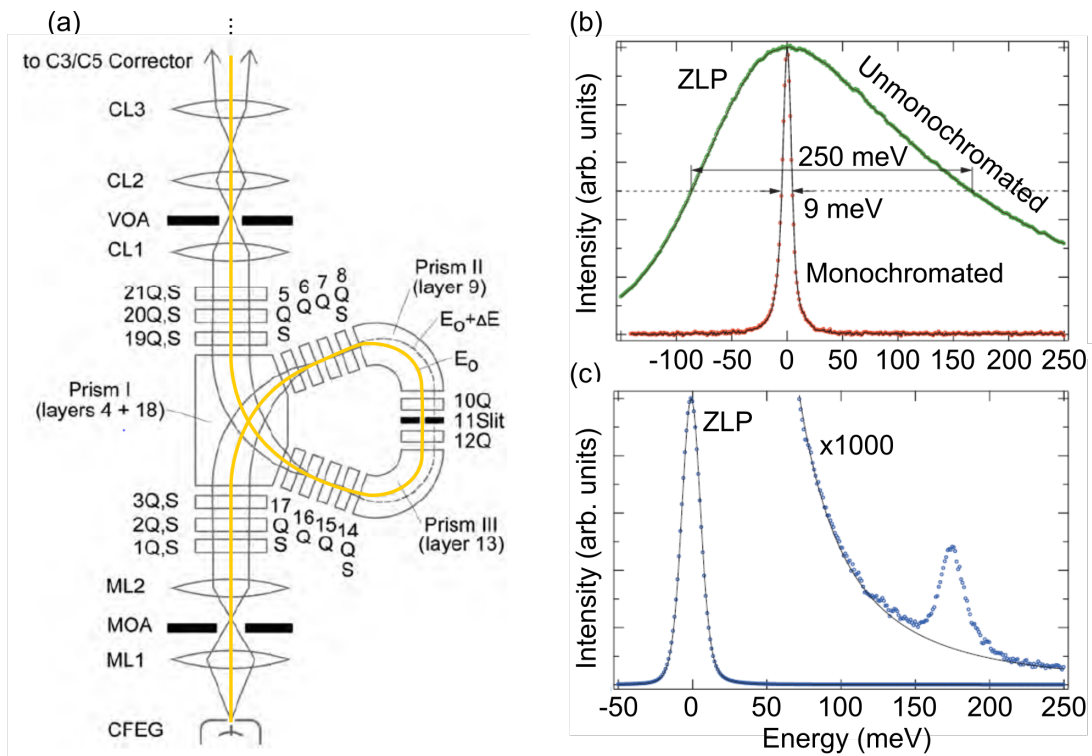 (a)
to C3/C5 Corrector
CL3
CL2
VOA
CL1
21Q,S
20Q,S
19Q,S
5 Q S
6 Q
7 Q
8 Q S
Prism II
(layer 9)
E₀+ΔE
E₀
Prism I
(layers 4 + 18)
10Q
11Slit
12Q
3Q,S
2Q,S
1Q,S
17 Q S
16 Q
15 Q
14 Q S
Prism III
(layer 13)
ML2
MOA
ML1
CFEG
(b)
Intensity (arb. units)
ZLP
Unmonochromated
250 meV
9 meV
Monochromated
-100 -50 0 50 100 150 200 250
(c)
Intensity (arb. units)
ZLP
x1000
-50 0 50 100 150 200 250
Energy (meV)